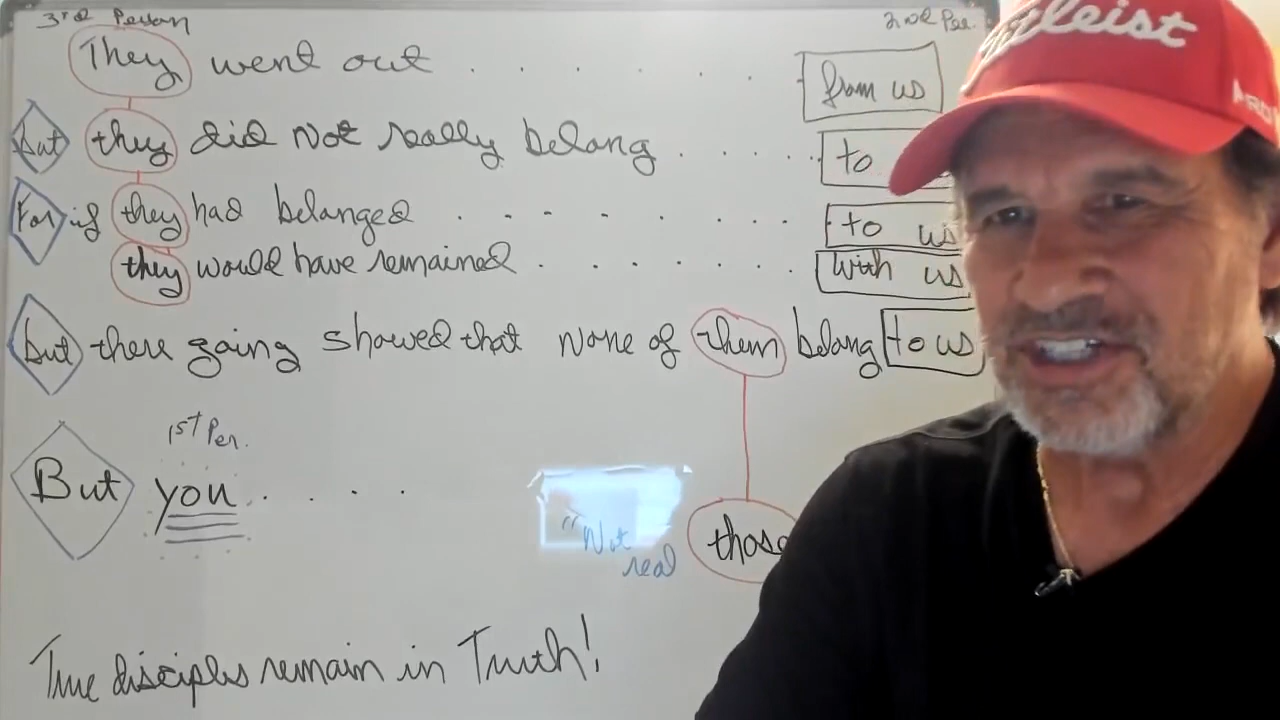 3rd Person 2nd Per.
They went out . . . . . . from us
but they did not really belong . . . . . to
For if they had belonged . . . . . . . to us
they would have remained . . . . . . . with us
but there going showed that none of them belong to us
1st Per.
But you . . . .
"Not real
those
True disciples remain in Truth!
Titleist